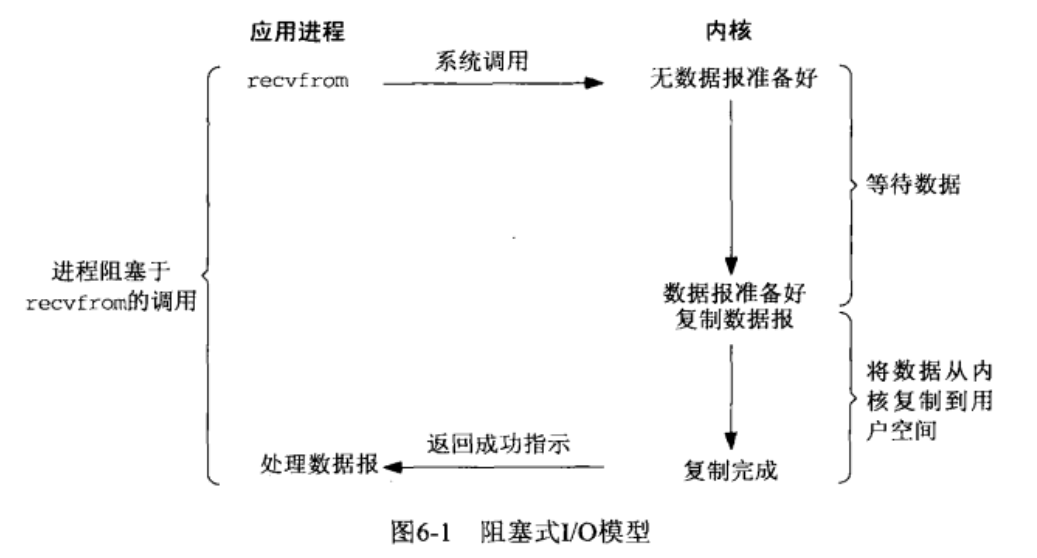 应用进程
内核
recvfrom
系统调用
无数据报准备好
等待数据
进程阻塞于
recvfrom的调用
数据报准备好
复制数据报
将数据从内
核复制到用
户空间
处理数据报
返回成功指示
复制完成
图6-1 阻塞式I/O模型